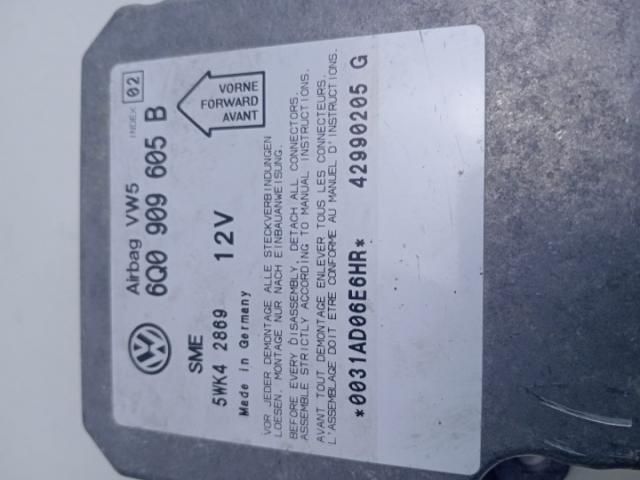 Airbag VW5
INDEX 02
6Q0 909 605 B
VORNE
FORWARD
AVANT
SME
5WK4 2869
12V
Made in Germany
VOR JEDER DEMONTAGE ALLE STECKVERBINDUNGEN
LOESEN. MONTAGE NUR NACH EINBAUANWEISUNG.
BEFORE EVERY DISASSEMBLY, DETACH ALL CONNECTORS.
ASSEMBLE STRICTLY ACCORDING TO MANUAL INSTRUCTIONS.
AVANT TOUT DEMONTAGE ENLEVER TOUS LES CONNECTEURS.
L'ASSEMBLAGE DOIT ETRE CONFORME AU MANUEL D'INSTRUCTIONS.
*0031AD06E6HR* 42990205 G